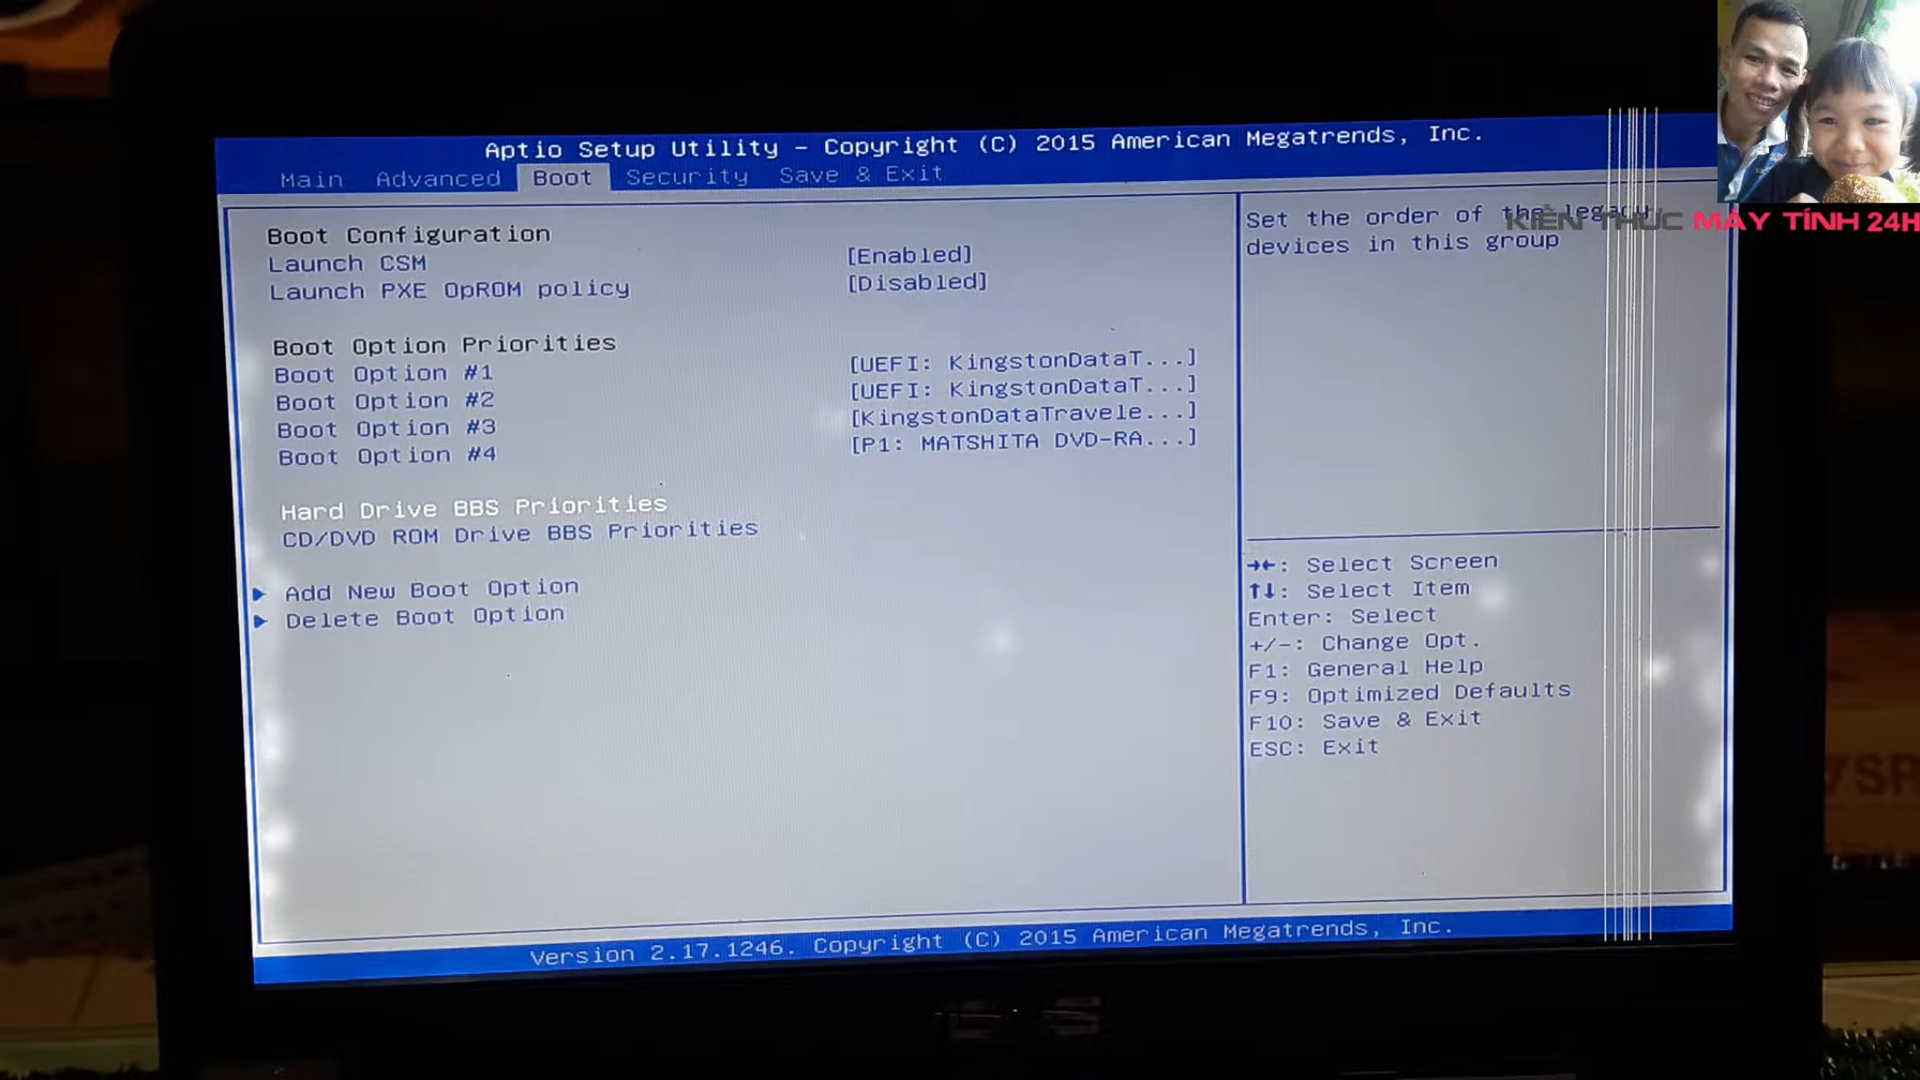 Aptio Setup Utility - Copyright (C) 2015 American Megatrends, Inc.
Main Advanced Boot Security Save & Exit
Boot Configuration
Launch CSM [Enabled]
Launch PXE OpROM policy [Disabled]
Boot Option Priorities
Boot Option #1 [UEFI: KingstonDataT...]
Boot Option #2 [UEFI: KingstonDataT...]
Boot Option #3 [KingstonDataTravele...]
Boot Option #4 [P1: MATSHITA DVD-RA...]
Hard Drive BBS Priorities
CD/DVD ROM Drive BBS Priorities
Add New Boot Option
Delete Boot Option
Set the order of the legacy
devices in this group
KIẾN THỨC MÁY TÍNH 24H
→←: Select Screen
↑↓: Select Item
Enter: Select
+/-: Change Opt.
F1: General Help
F9: Optimized Defaults
F10: Save & Exit
ESC: Exit
Version 2.17.1246. Copyright (C) 2015 American Megatrends, Inc.